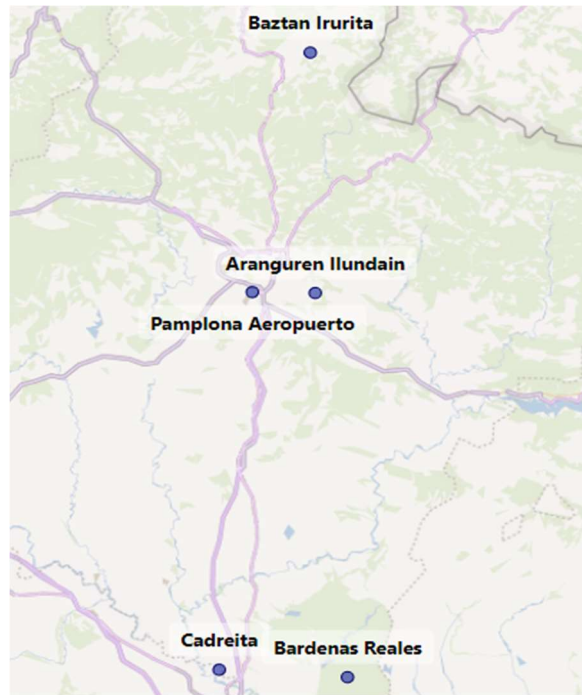 Baztan Irurita
Aranguren Ilundain
Pamplona Aeropuerto
Cadreita
Bardenas Reales